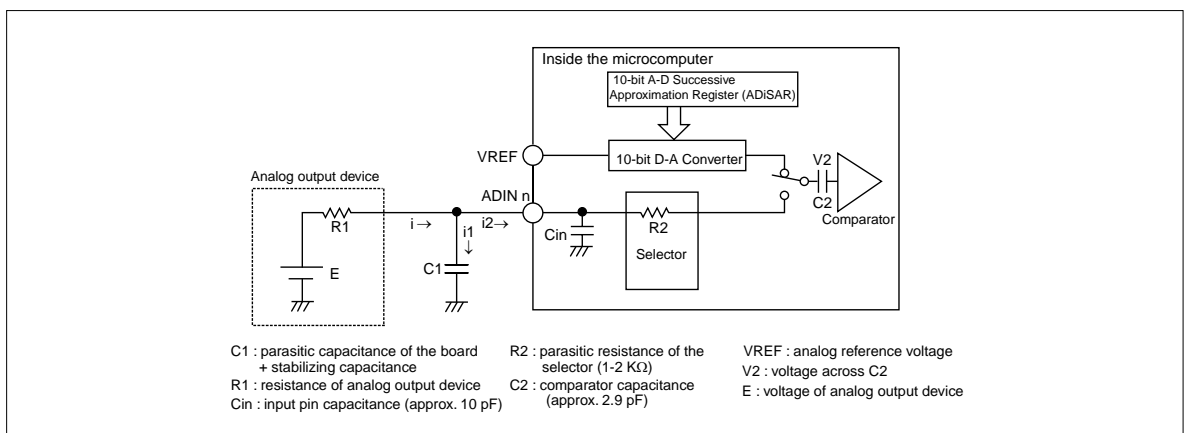 Inside the microcomputer
10-bit A-D Successive
Approximation Register (ADiSAR)
VREF
10-bit D-A Converter
V2
C2
Comparator
Analog output device
ADIN n
R1
i→
i1
↓
i2→
Cin
R2
Selector
E
C1
C1 : parasitic capacitance of the board
+ stabilizing capacitance
R1 : resistance of analog output device
Cin : input pin capacitance (approx. 10 pF)
R2 : parasitic resistance of the
selector (1-2 KΩ)
C2 : comparator capacitance
(approx. 2.9 pF)
VREF : analog reference voltage
V2 : voltage across C2
E : voltage of analog output device